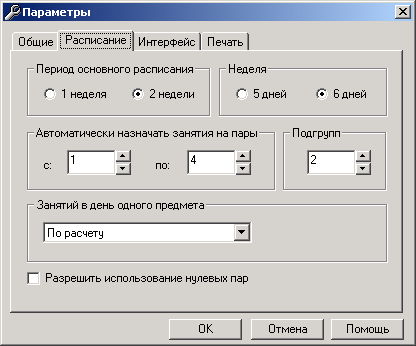 Параметры
Общие Расписание Интерфейс Печать
Период основного расписания Неделя
1 неделя 2 недели 5 дней 6 дней
Автоматически назначать занятия на пары Подгрупп
с: 1 по: 4 2
Занятий в день одного предмета
По расчету
Разрешить использование нулевых пар
OK Отмена Помощь